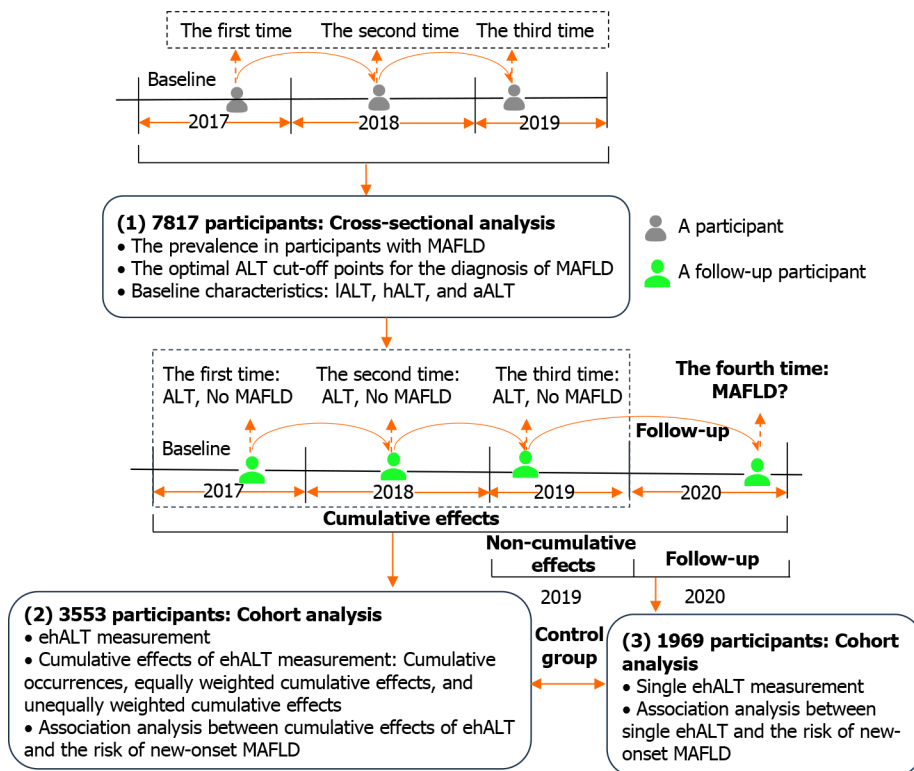 The first time
The second time
The third time
Baseline
2017
2018
2019
(1) 7817 participants: Cross-sectional analysis
• The prevalence in participants with MAFLD
• The optimal ALT cut-off points for the diagnosis of MAFLD
• Baseline characteristics: lALT, hALT, and aALT
A participant
A follow-up participant
The first time:
ALT, No MAFLD
The second time:
ALT, No MAFLD
The third time:
ALT, No MAFLD
The fourth time:
MAFLD?
Baseline
Follow-up
2017
2018
2019
2020
Cumulative effects
Non-cumulative
effects
Follow-up
2019
2020
(2) 3553 participants: Cohort analysis
• ehALT measurement
• Cumulative effects of ehALT measurement: Cumulative
occurrences, equally weighted cumulative effects, and
unequally weighted cumulative effects
• Association analysis between cumulative effects of ehALT
and the risk of new-onset MAFLD
Control
group
(3) 1969 participants: Cohort
analysis
• Single ehALT measurement
• Association analysis between
single ehALT and the risk of new-
onset MAFLD